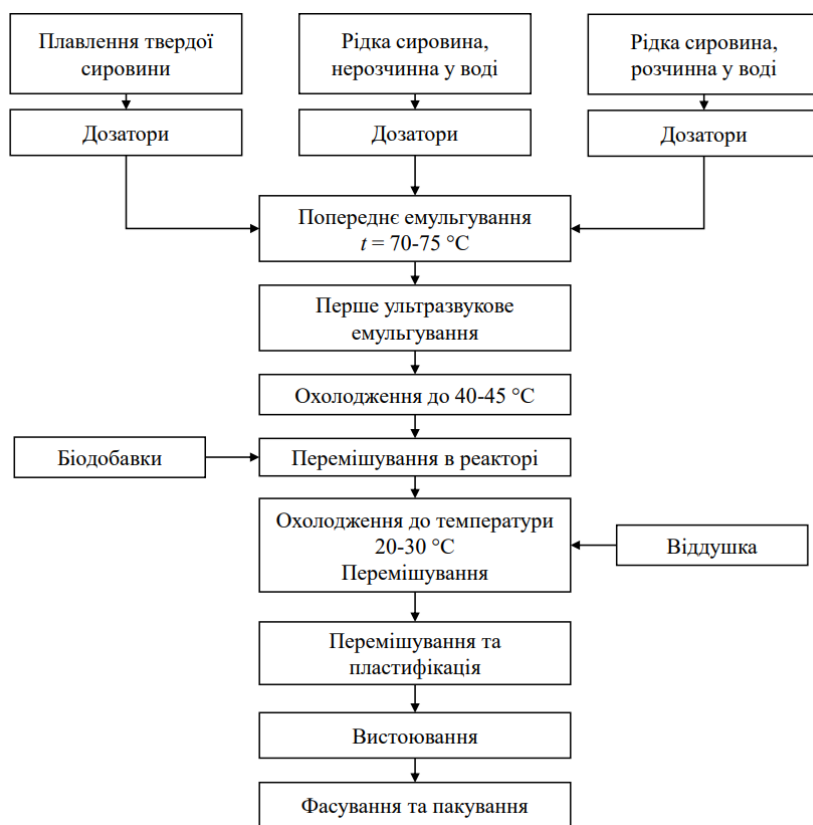 Плавлення твердої
сировини
Рідка сировина,
нерозчинна у воді
Рідка сировина,
розчинна у воді
Дозатори
Дозатори
Дозатори
Попереднє емульгування
t = 70-75 °C
Перше ультразвукове
емульгування
Охолодження до 40-45 °C
Біодобавки
Перемішування в реакторі
Охолодження до температури
20-30 °C
Перемішування
Віддушка
Перемішування та
пластифікація
Вистоювання
Фасування та пакування